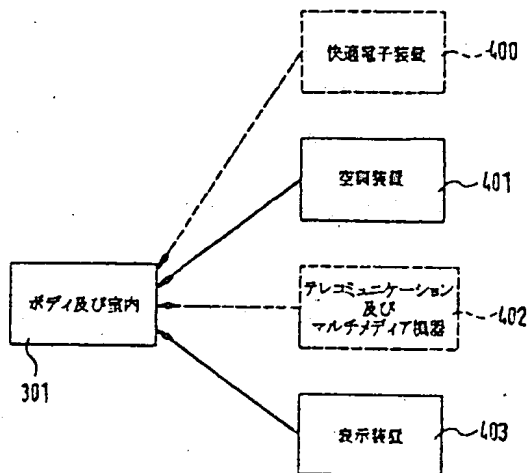 快適電子装置
400
空調装置
401
ボディ及び室内
301
テレコミュニケーション
及び
マルチメディア機器
402
表示装置
403